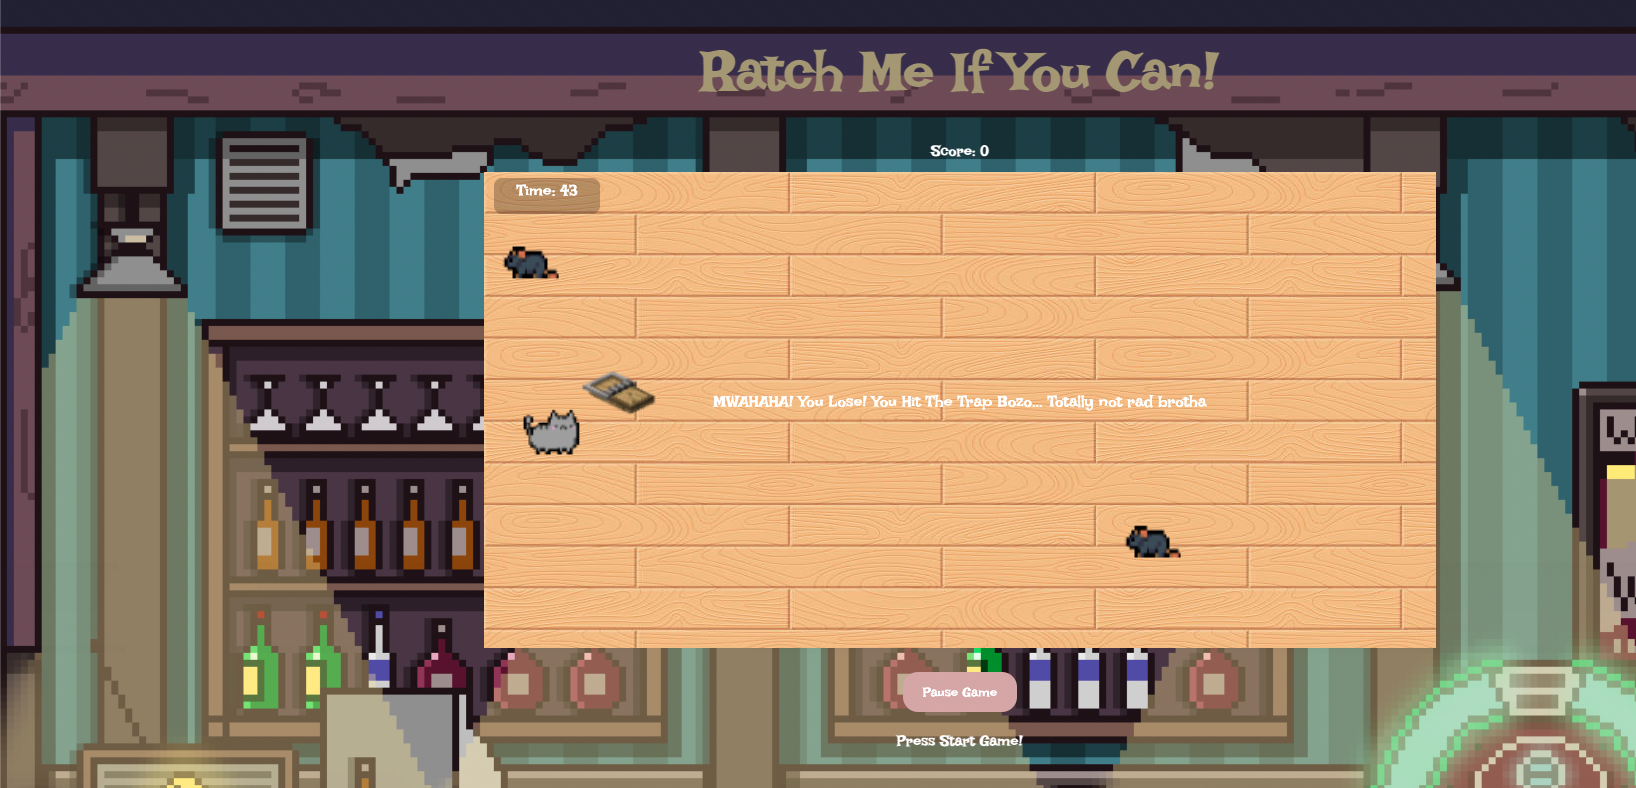 Ratch Me If You Can!
Score: 0
Time: 43
MWAHAHA! You Lose! You Hit The Trap Bozo... Totally not rad brotha
Pause Game
Press Start Game!